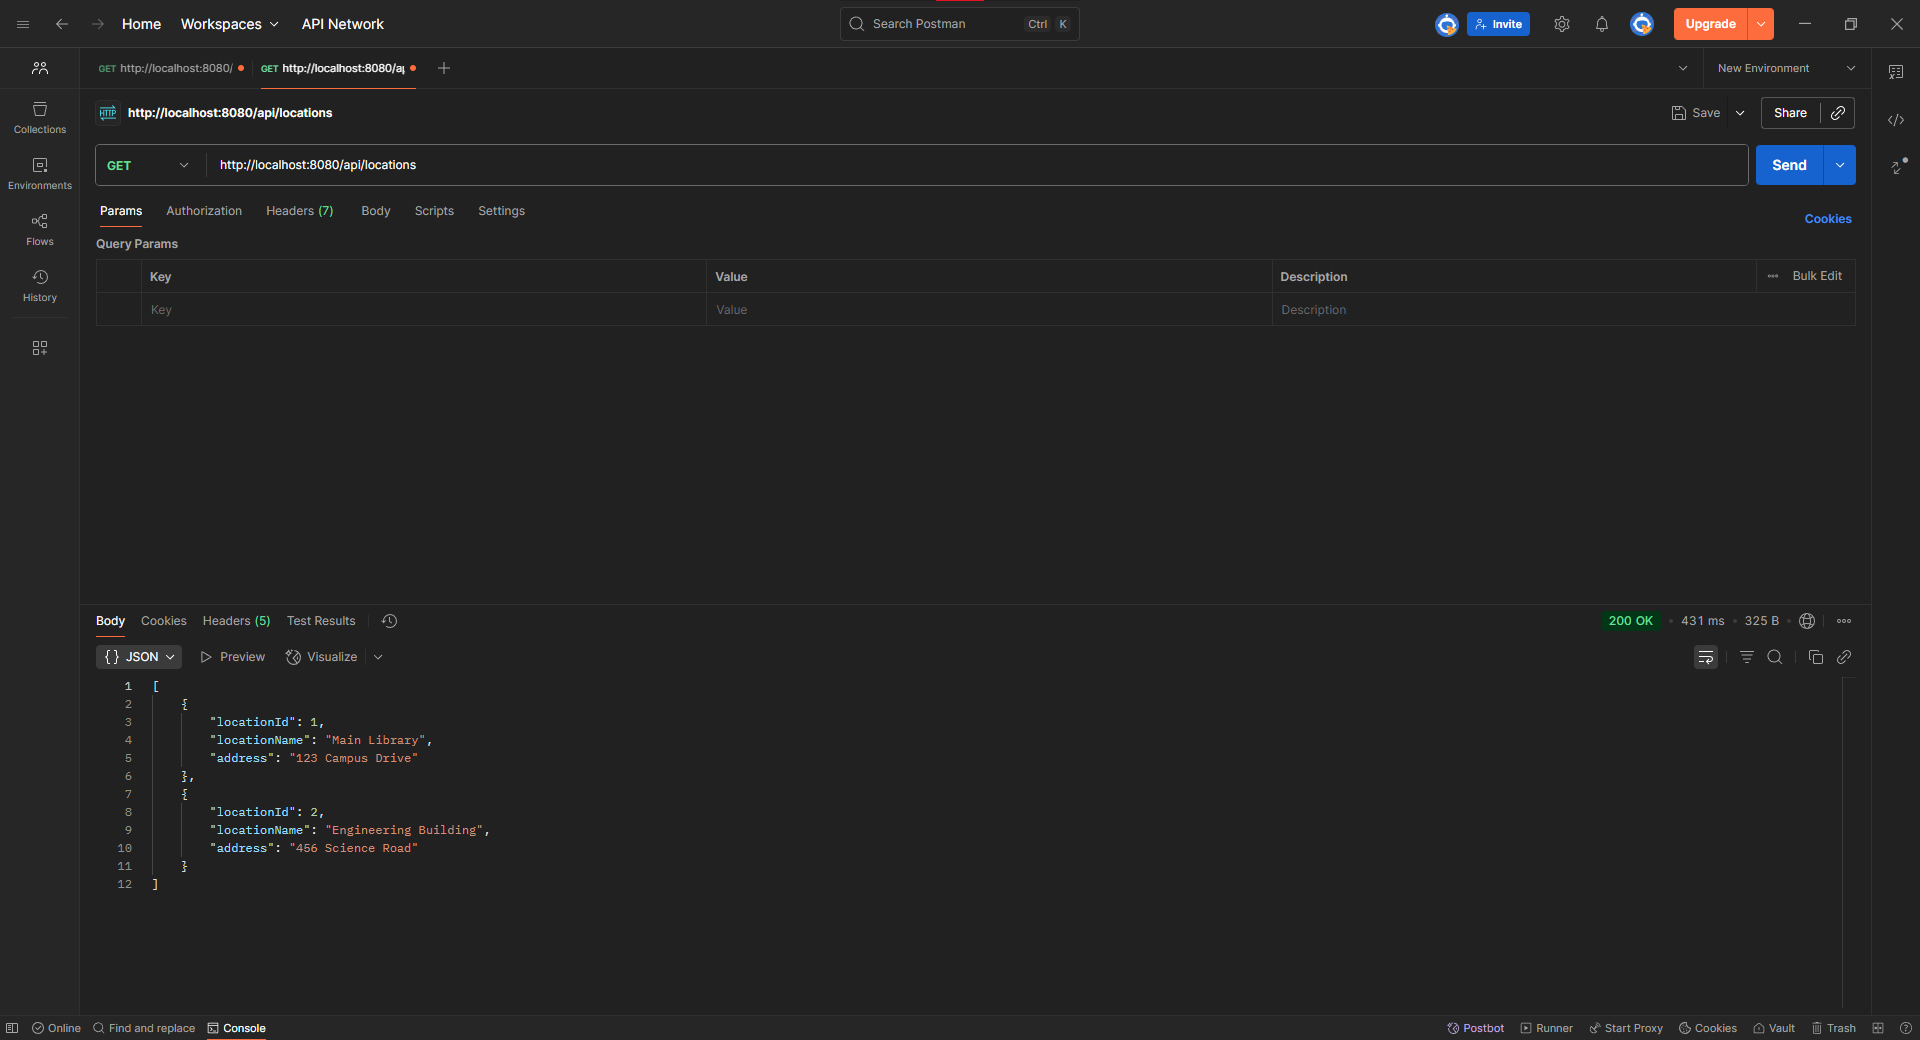 Home Workspaces API Network Search Postman Ctrl K Invite Upgrade
GET http://localhost:8080/ GET http://localhost:8080/a New Environment
HTTP http://localhost:8080/api/locations Save Share
Collections
GET http://localhost:8080/api/locations Send
Environments
Params Authorization Headers (7) Body Scripts Settings Cookies
Flows
Query Params
Key Value Description Bulk Edit
History
Key Value Description
Body Cookies Headers (5) Test Results 200 OK 431 ms 325 B
{} JSON Preview Visualize
1 [
2 {
3 "locationId": 1,
4 "locationName": "Main Library",
5 "address": "123 Campus Drive"
6 },
7 {
8 "locationId": 2,
9 "locationName": "Engineering Building",
10 "address": "456 Science Road"
11 }
12 ]
Online Find and replace Console Postbot Runner Start Proxy Cookies Vault Trash